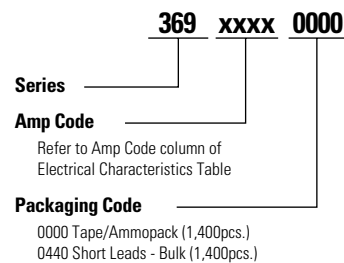 369 xxxx 0000
Series
Amp Code
Refer to Amp Code column of
Electrical Characteristics Table
Packaging Code
0000 Tape/Ammopack (1,400pcs.)
0440 Short Leads - Bulk (1,400pcs.)